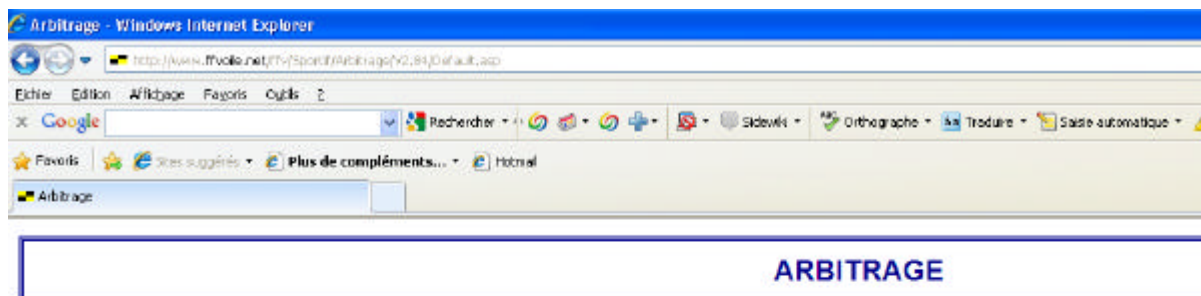 Arbitrage - Windows Internet Explorer
http://www.ffvoile.net/ffv/Sportif/Arbitrage/V2.84/Default.asp
Fichier Edition Affichage Favoris Outils ?
x Google Rechercher Sidewiki Orthographe Traduire Saisie automatique
Favoris Sites suggérés Plus de compléments... Hotmail
Arbitrage
ARBITRAGE